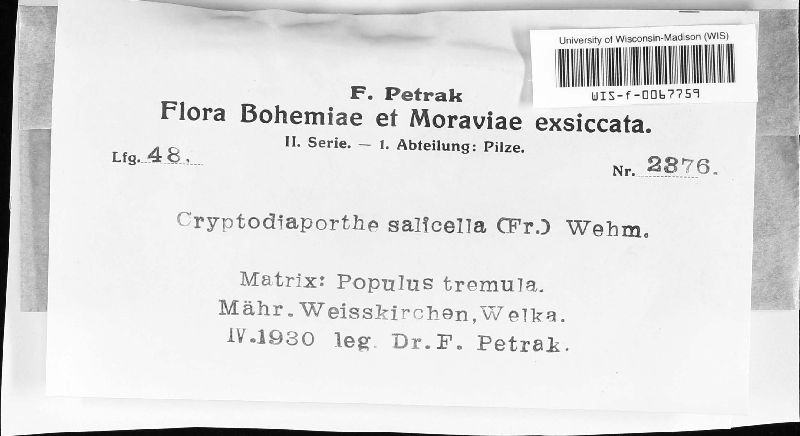 University of Wisconsin-Madison (WIS)
WIS-f-0067759
F. Petrak
Flora Bohemiae et Moraviae exsiccata.
II. Serie. — 1. Abteilung: Pilze.
Lfg. 48.
Nr. 2376.
Cryptodiaporthe salicella (Fr.) Wehm.
Matrix: Populus tremula.
Mähr. Weisskirchen, Welka.
IV.1930 leg. Dr. F. Petrak.